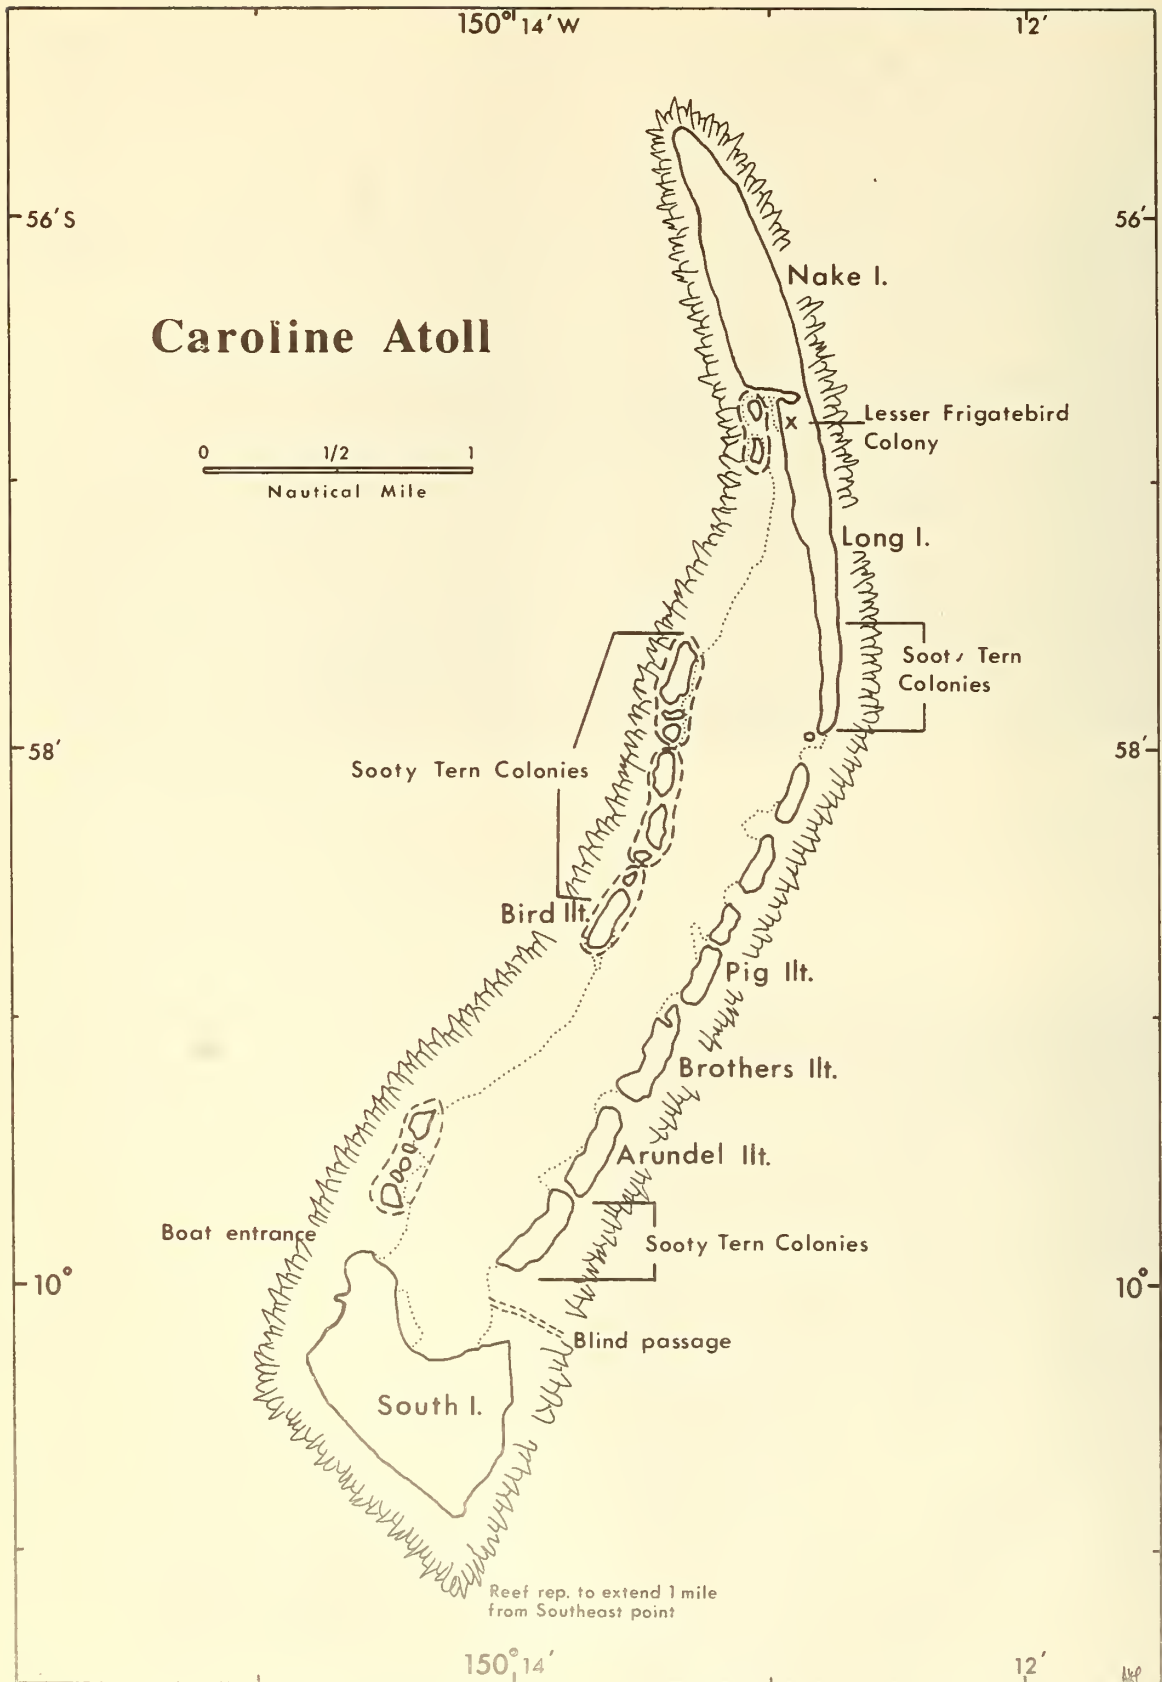 150° 14′ W
12′
56′ S
56′
Nake I.
Caroline Atoll
Lesser Frigatebird
Colony
0 1/2 1
Nautical Mile
x
Long I.
Soot Tern
Colonies
58′
58′
Sooty Tern Colonies
Bird Ilt.
Pig Ilt.
Brothers Ilt.
Arundel Ilt.
Boat entrance
Sooty Tern Colonies
10°
10°
Blind passage
South I.
Reef rep. to extend 1 mile
from Southeast point
150° 14′
12′